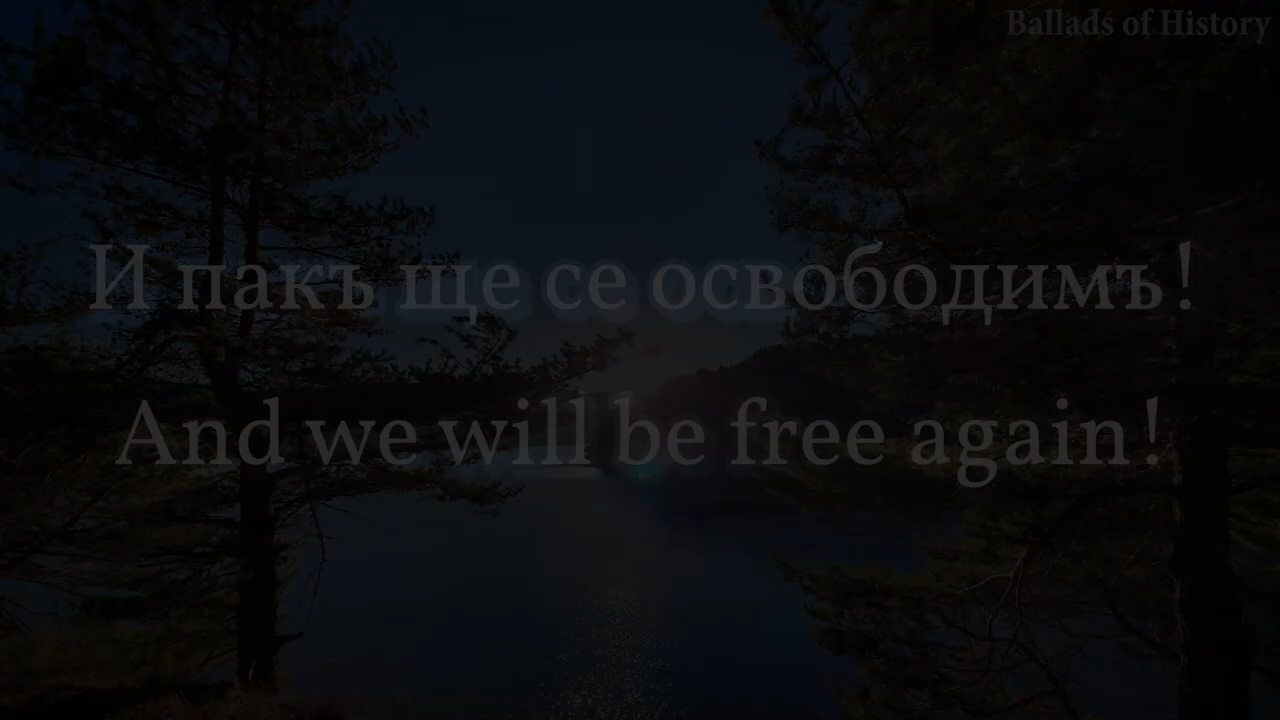 Ballads of History
И пакъ ще се освободимъ!
And we will be free again!